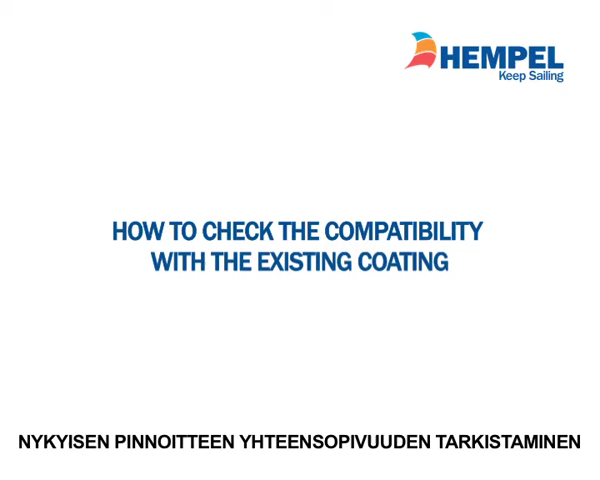 HEMPEL
Keep Sailing
HOW TO CHECK THE COMPATIBILITY
WITH THE EXISTING COATING
NYKYISEN PINNOITTEEN YHTEENSOPIVUUDEN TARKISTAMINEN